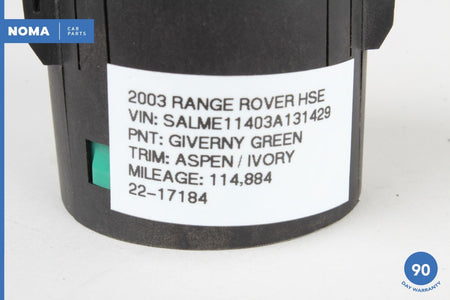 NOMA CAR
PARTS
2003 RANGE ROVER HSE
VIN: SALME11403A131429
PNT: GIVERNY GREEN
TRIM: ASPEN / IVORY
MILEAGE: 114,884
22-17184
90
DAY WARRANTY